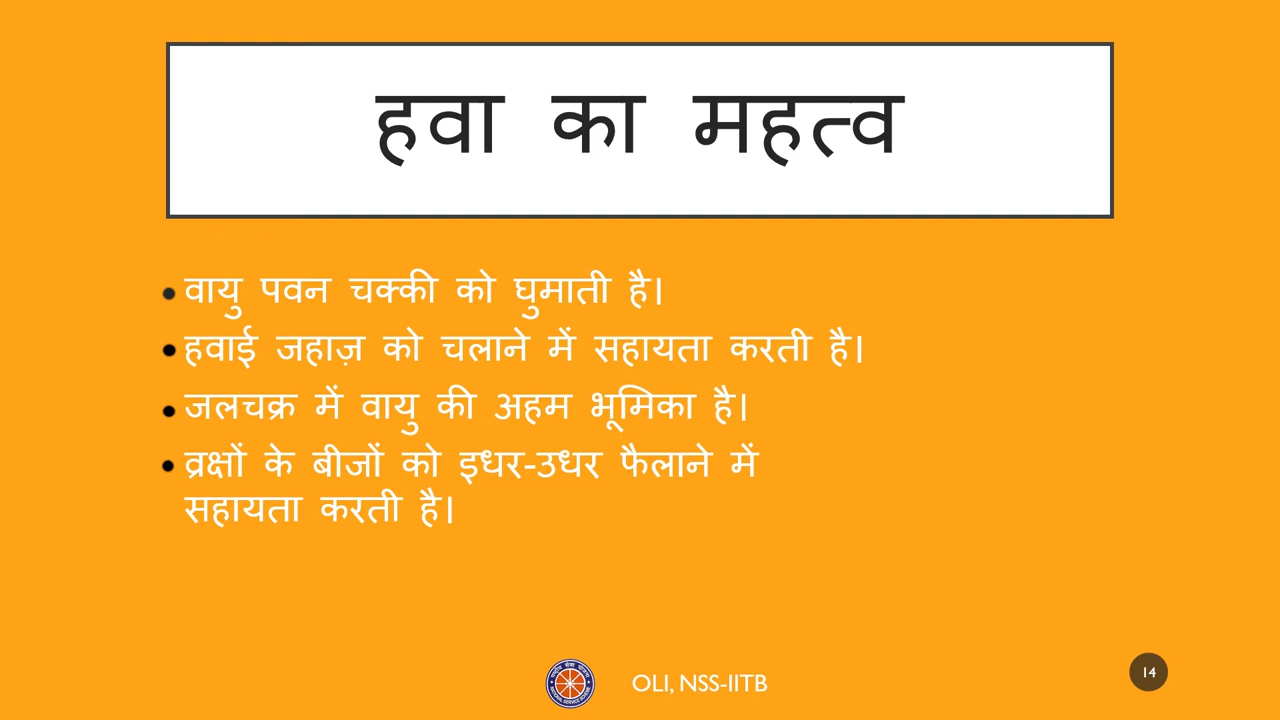 हवा का महत्व
• वायु पवन चक्की को घुमाती है।
• हवाई जहाज़ को चलाने में सहायता करती है।
• जलचक्र में वायु की अहम भूमिका है।
• व्रक्षों के बीजों को इधर-उधर फैलाने में
सहायता करती है।
OLI, NSS-IITB
14